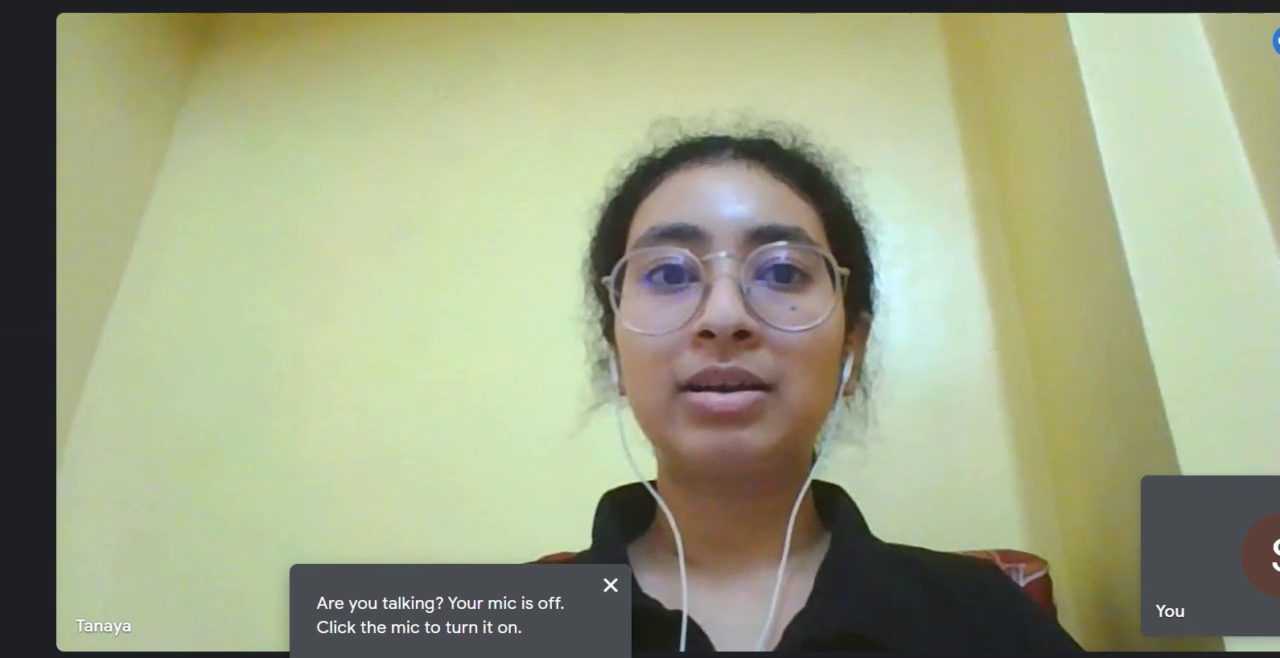 Are you talking? Your mic is off.
Click the mic to turn it on.
Tanaya
You
S